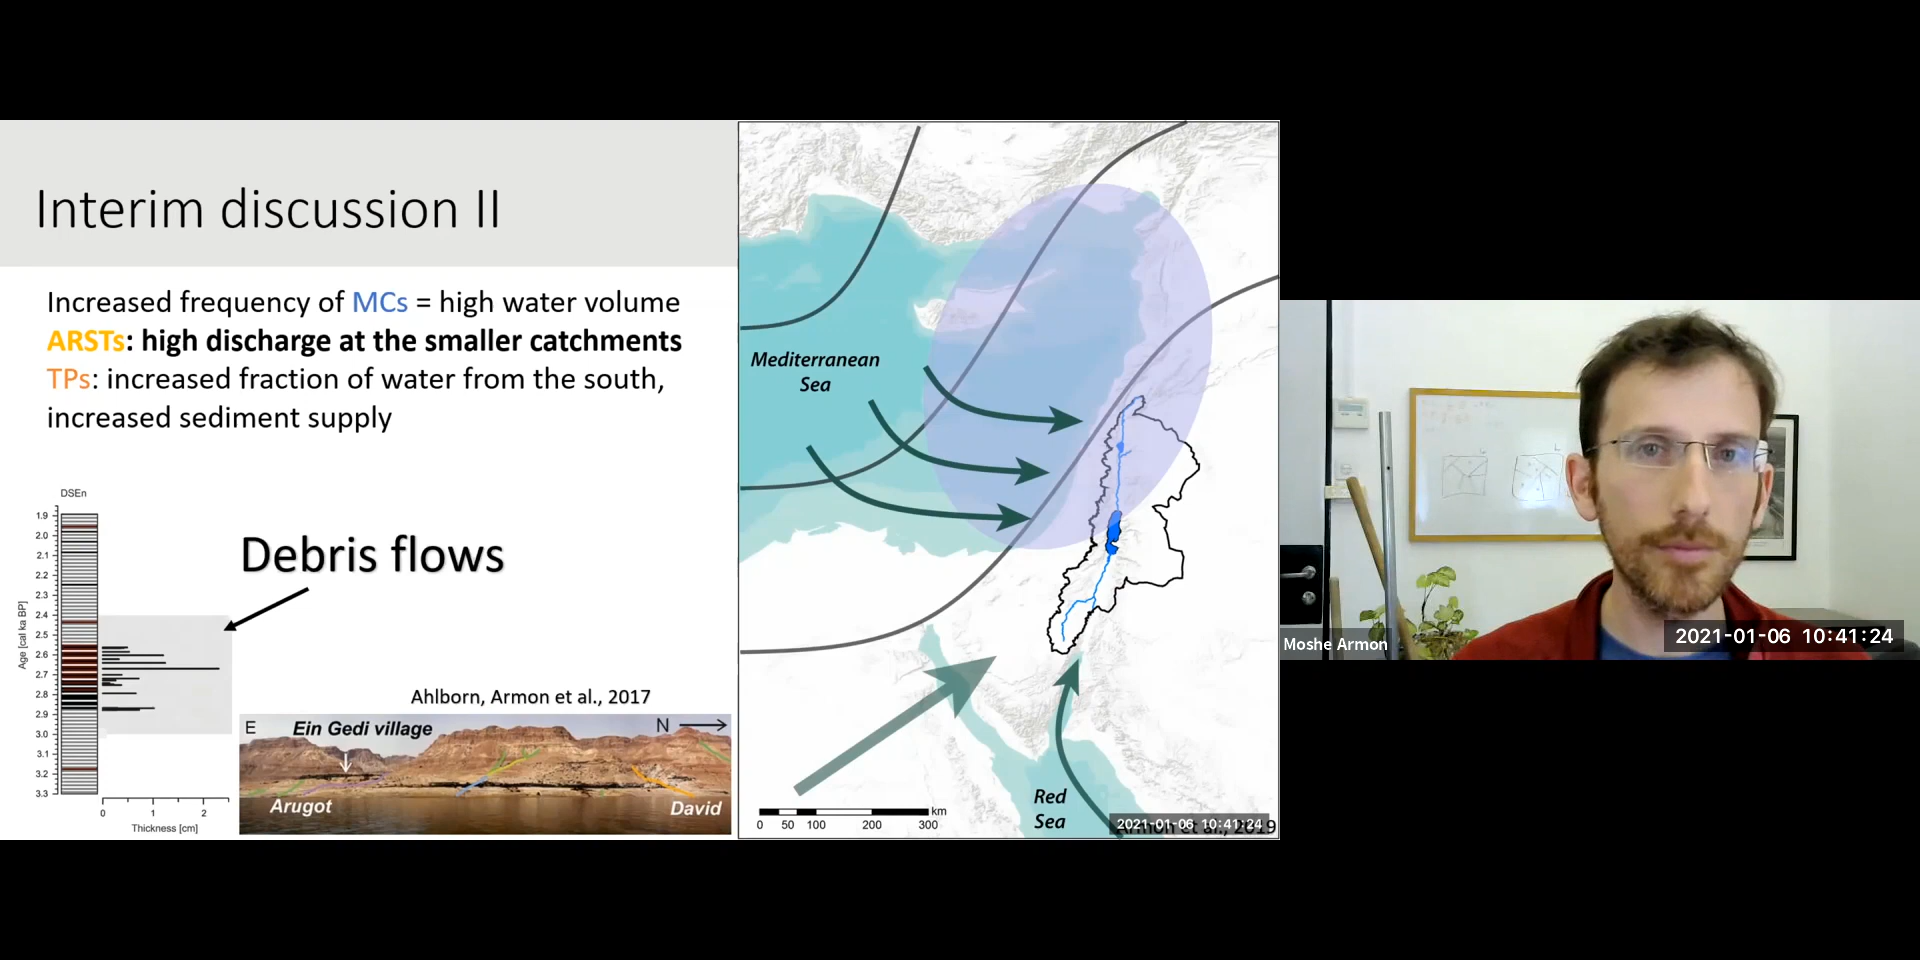 Interim discussion II
Increased frequency of MCs = high water volume
ARSTs: high discharge at the smaller catchments
TPs: increased fraction of water from the south,
increased sediment supply
DSEn
Age [cal ka BP]
1.9
2.0
2.1
2.2
2.3
2.4
2.5
2.6
2.7
2.8
2.9
3.0
3.1
3.2
3.3
0 1 2
Thickness [cm]
Debris flows
Ahlborn, Armon et al., 2017
E Ein Gedi village N
Arugot David
Mediterranean
Sea
Red
Sea
km
0 50 100 200 300
Armon et al., 2019
2021-01-06 10:41:24
Moshe Armon
2021-01-06 10:41:24